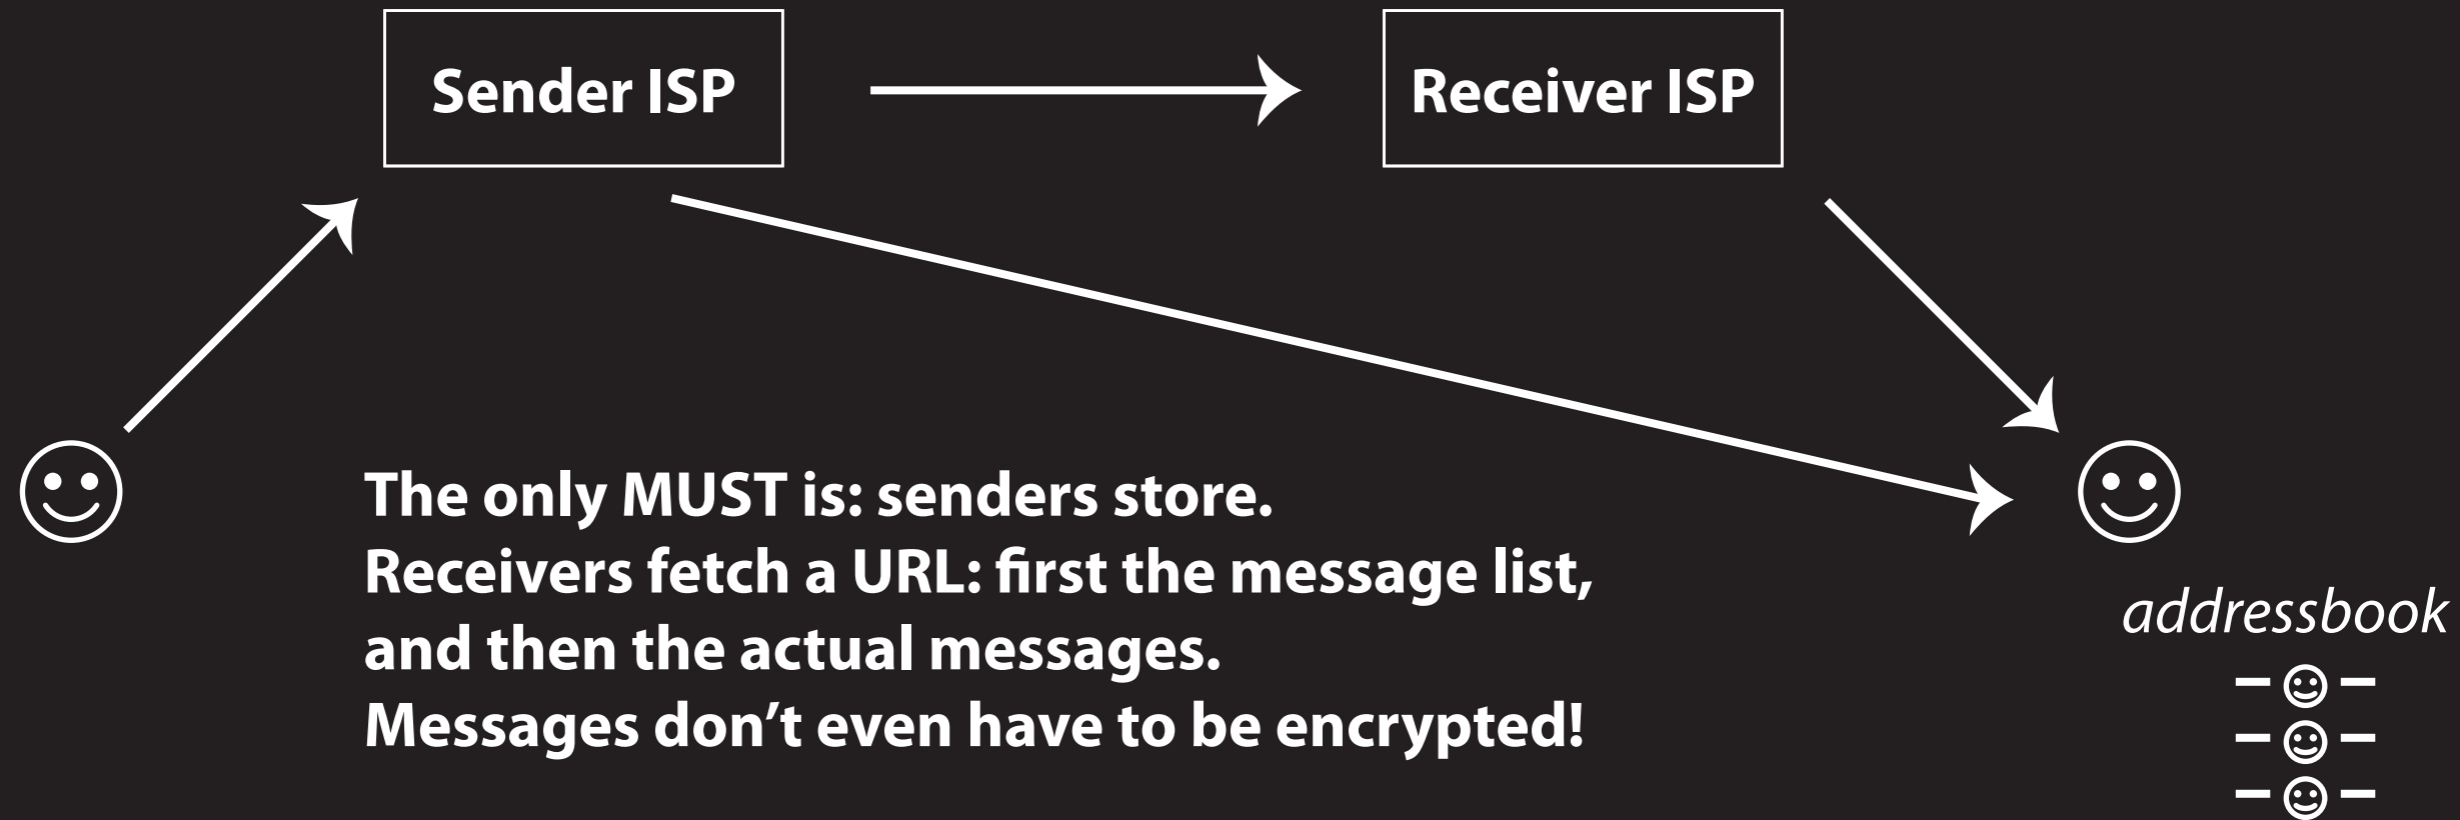 Sender ISP
Receiver ISP
The only MUST is: senders store.
Receivers fetch a URL: first the message list,
and then the actual messages.
Messages don’t even have to be encrypted!
addressbook